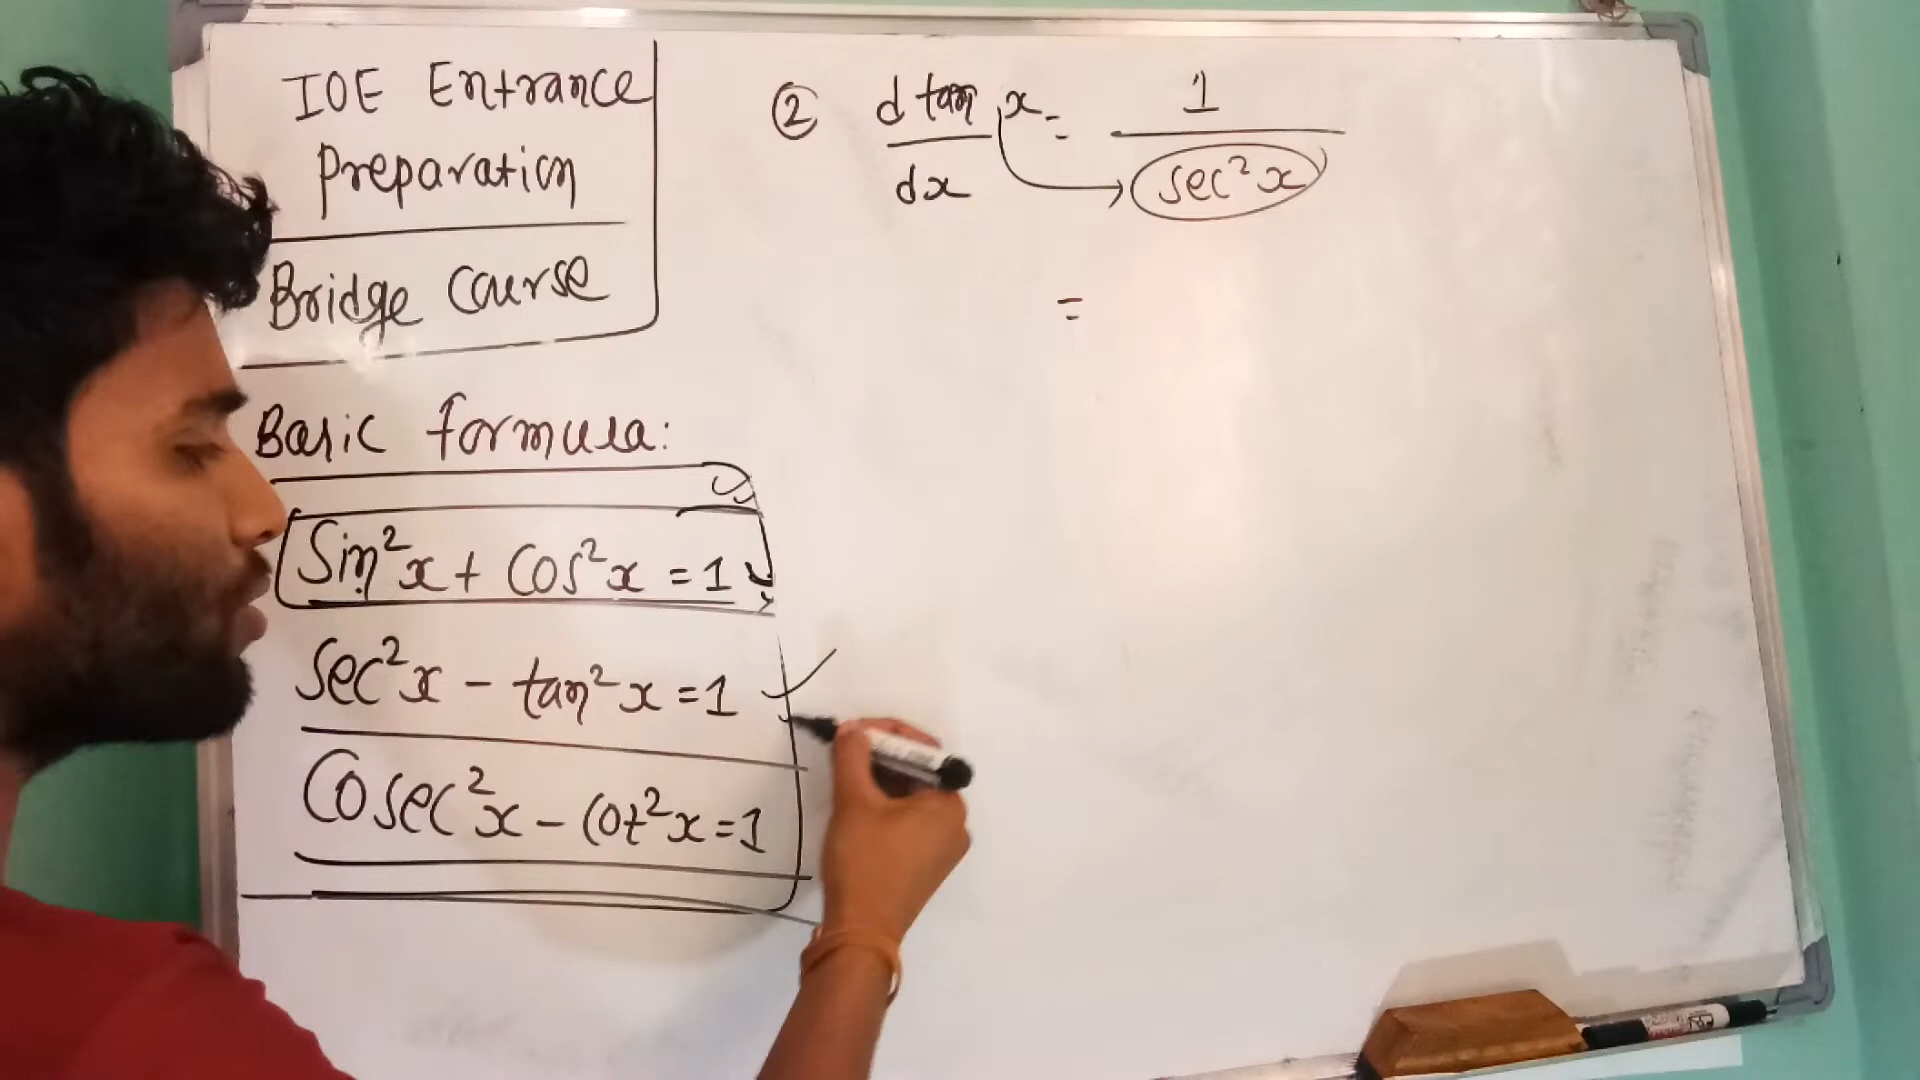 IOE Entrance
Preparation
Bridge Course
Basic formula:
Sin²x + Cos²x = 1
Sec²x - tan²x = 1
Cosec²x - Cot²x = 1
② d tan x = 1
dx sec²x
=